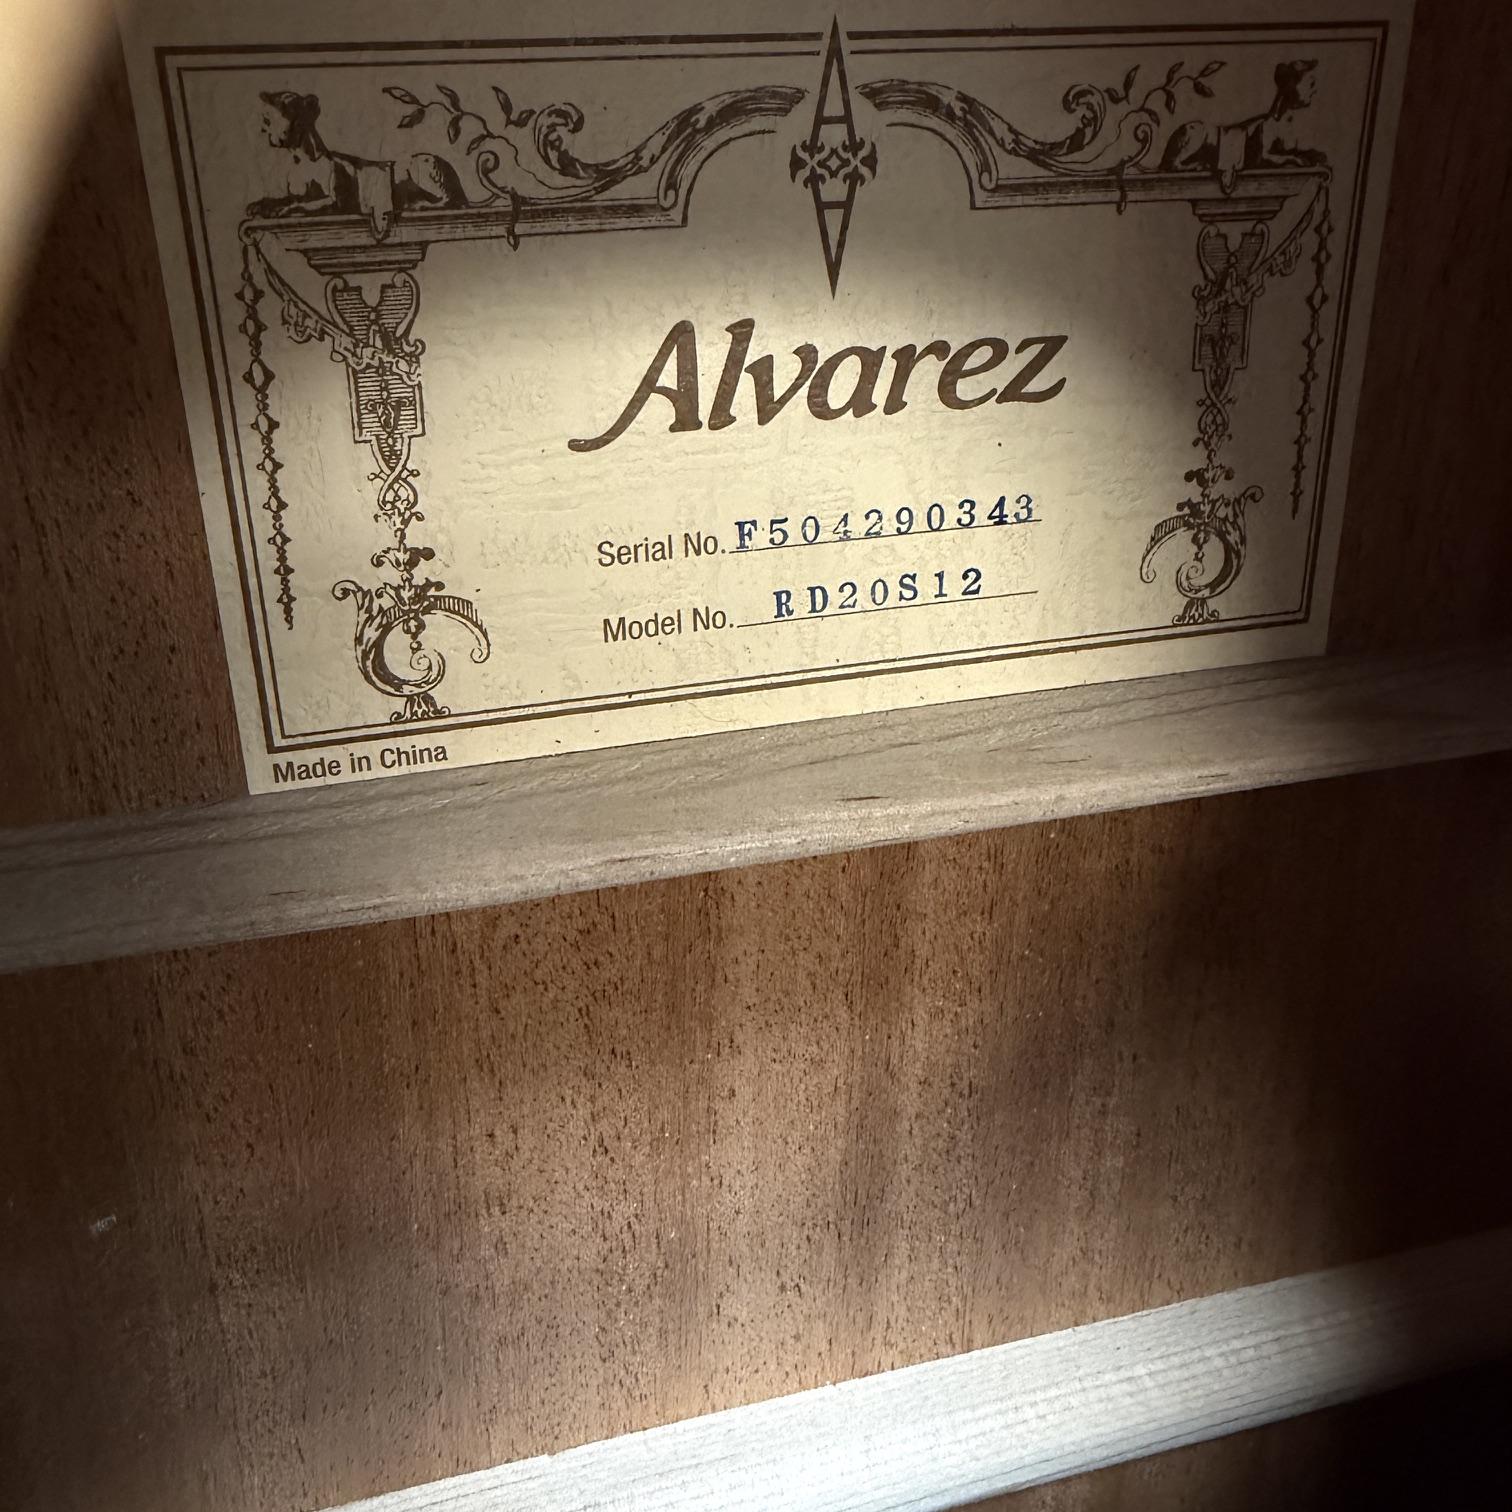 Alvarez
Serial No. F504290343
Model No. RD20S12
Made in China